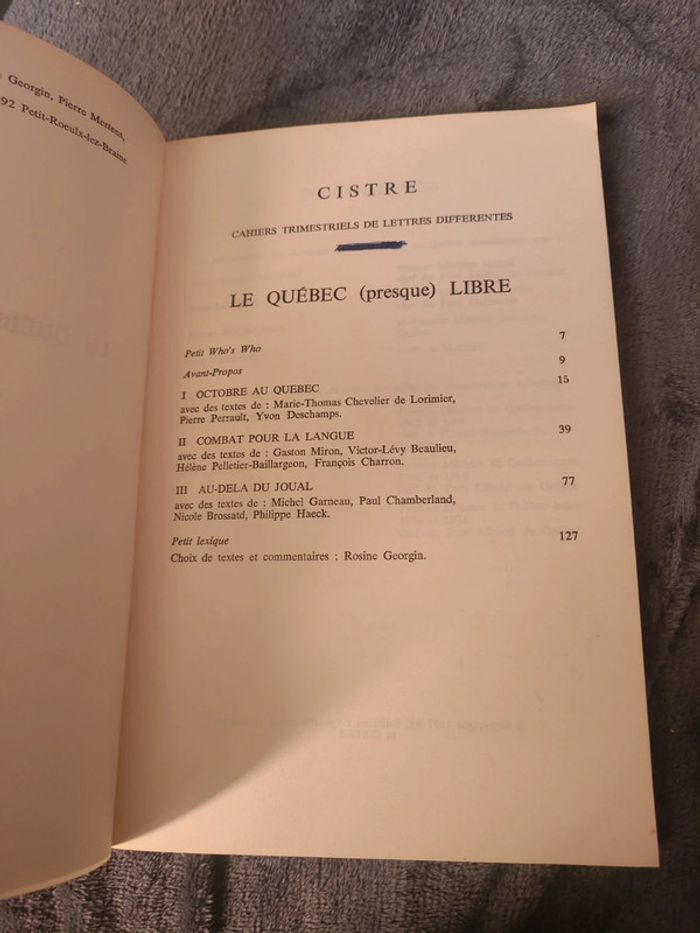 Georgin, Pierre Mertens,
92 Petit-Roeulx-lez-Braine
CISTRE
CAHIERS TRIMESTRIELS DE LETTRES DIFFERENTES
LE QUÉBEC (presque) LIBRE
Petit Who's Who 7
Avant-Propos 9
I OCTOBRE AU QUEBEC 15
avec des textes de : Marie-Thomas Chevelier de Lorimier,
Pierre Perrault, Yvon Deschamps.
II COMBAT POUR LA LANGUE 39
avec des textes de : Gaston Miron, Victor-Lévy Beaulieu,
Hélène Pelletier-Baillargeon, François Charron.
III AU-DELA DU JOUAL 77
avec des textes de : Michel Garneau, Paul Chamberland,
Nicole Brossatd, Philippe Haeck.
Petit lexique 127
Choix de textes et commentaires : Rosine Georgin.